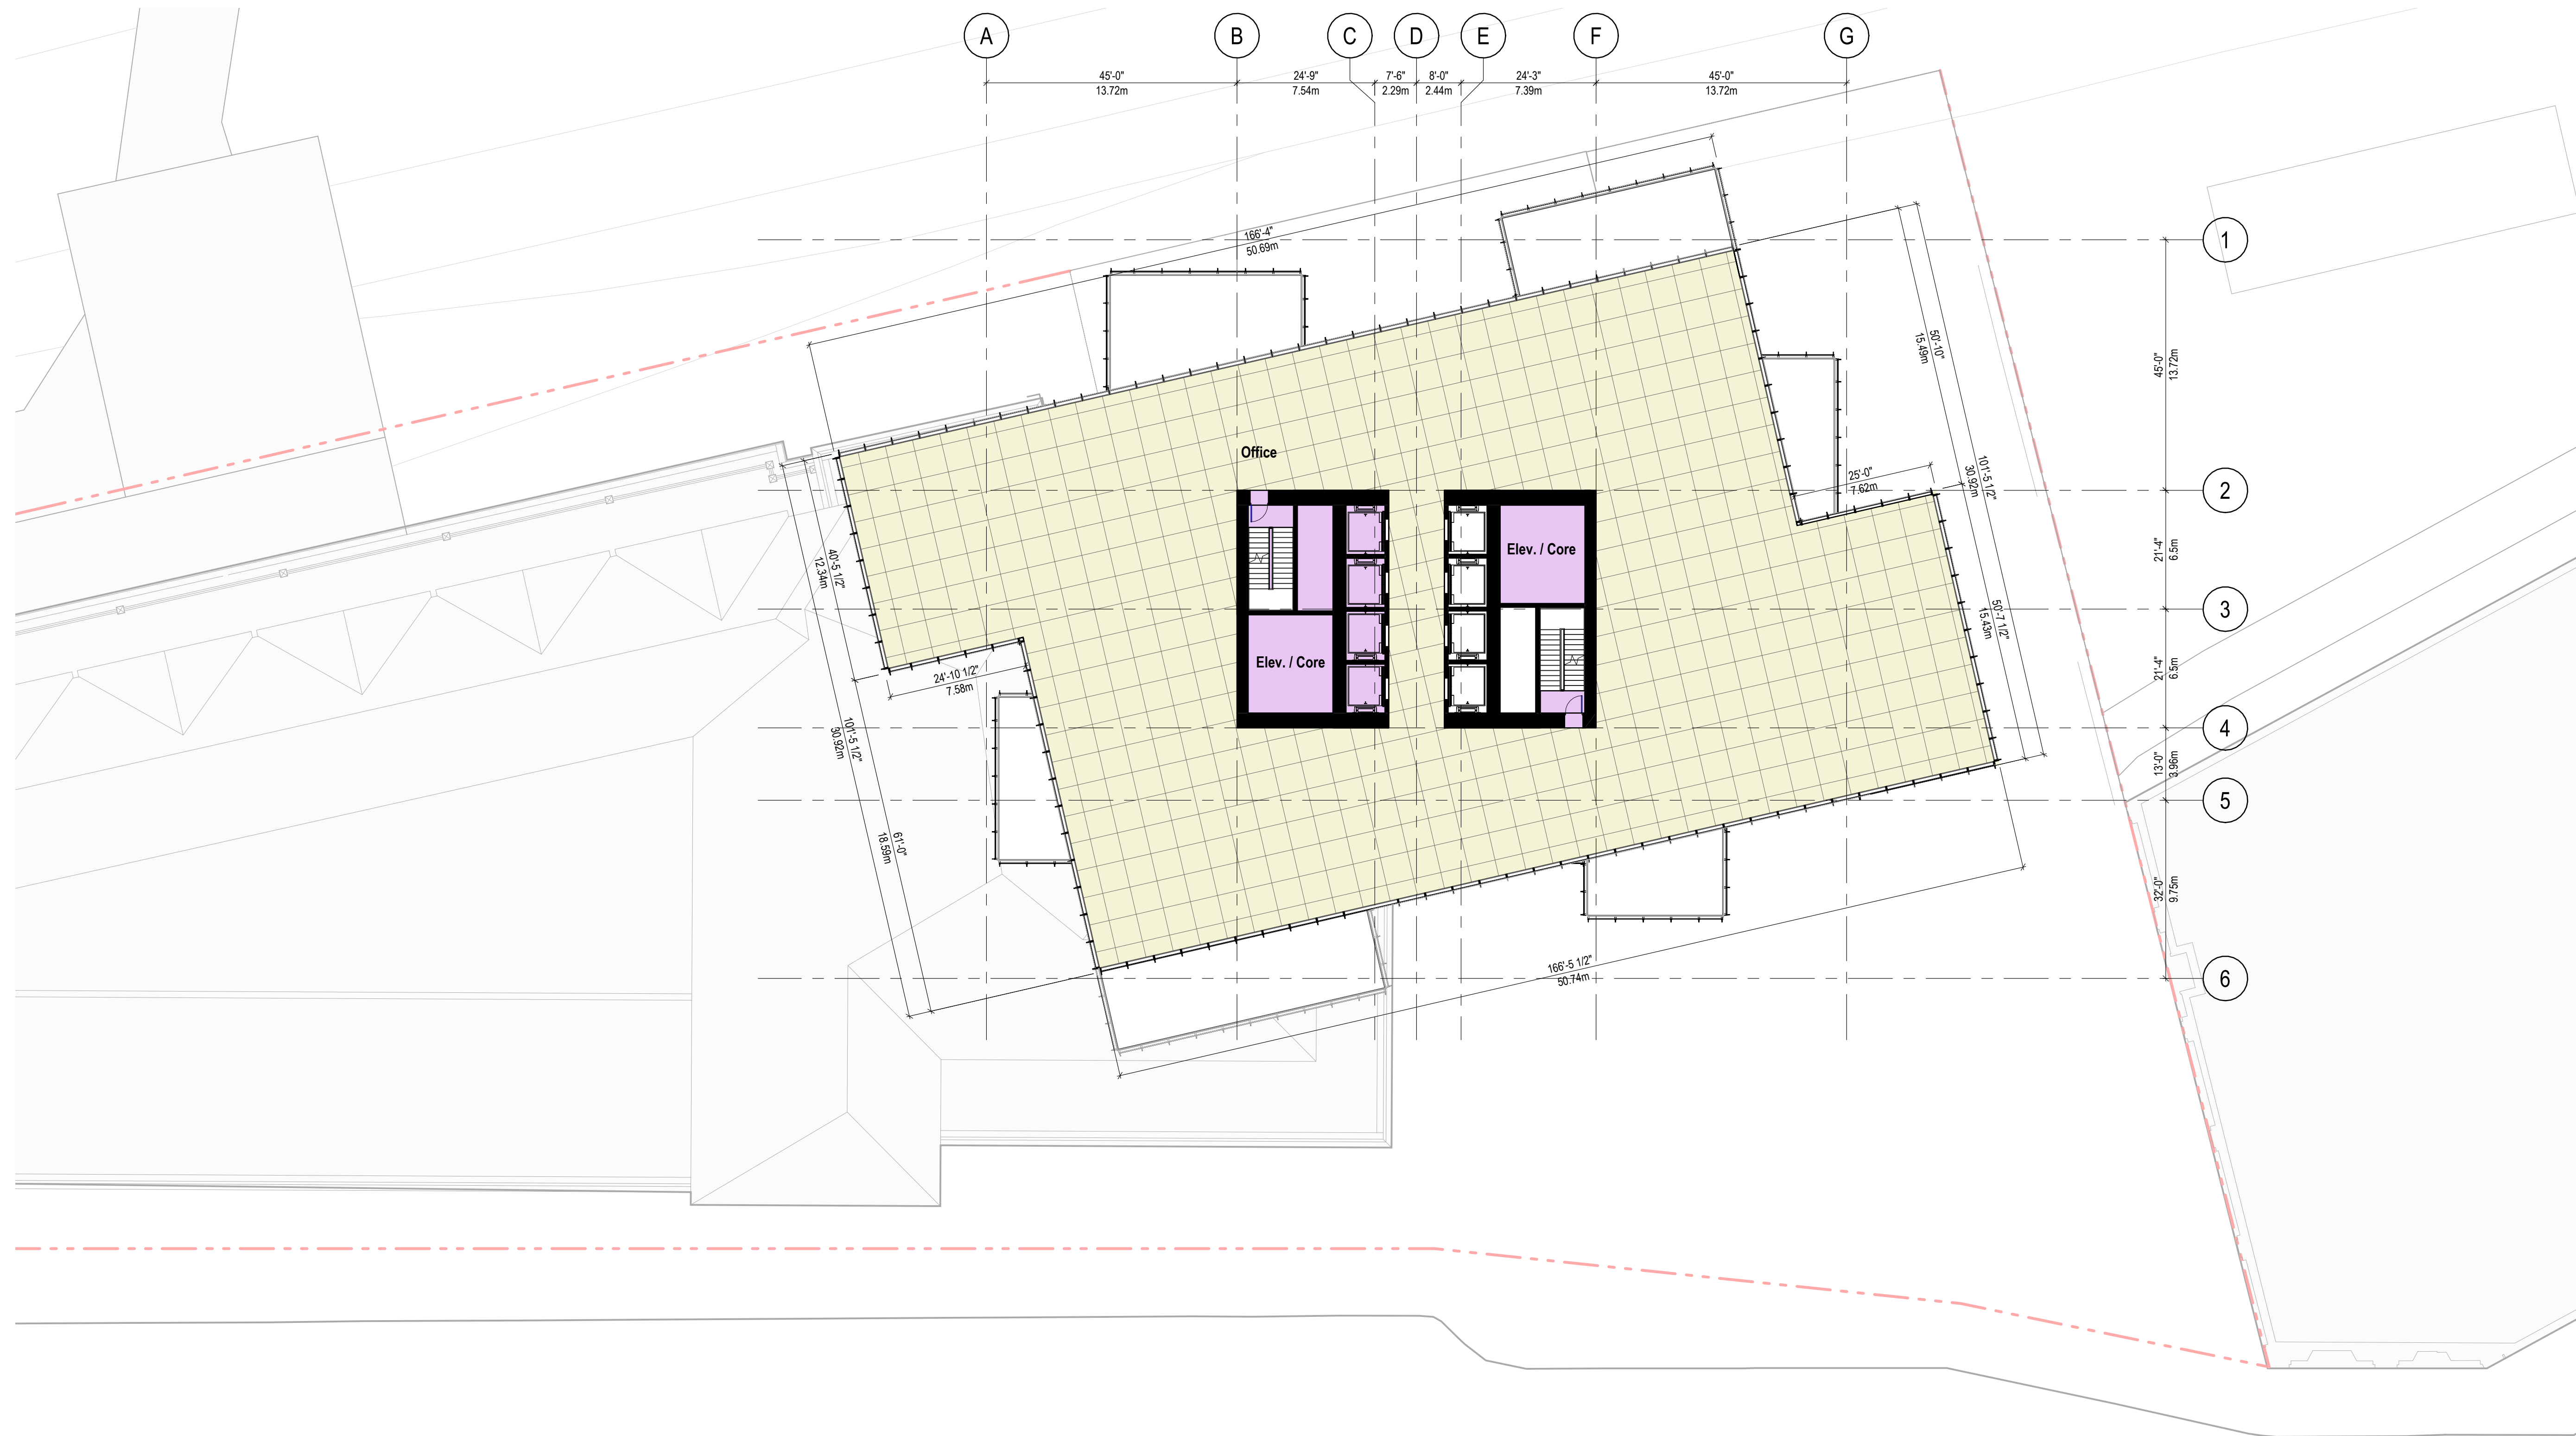 A B C D E F G
45'-0" 24'-9" 7'-6" 8'-0" 24'-3" 45'-0"
13.72m 7.54m 2.29m 2.44m 7.39m 13.72m
166'-4"
50.69m
1
50'-10"
15.49m
45'-0"
13.72m
Office
25'-0"
7.62m
101'-5 1/2"
30.92m
2
40'-5 1/2"
12.34m
Elev. / Core
21'-4"
6.5m
3
50'-7 1/2"
15.43m
Elev. / Core
24'-10 1/2"
7.58m
21'-4"
6.5m
4
101'-5 1/2"
30.92m
13'-0"
3.96m
5
61'-0"
18.59m
32'-0"
9.75m
166'-5 1/2"
50.74m
6